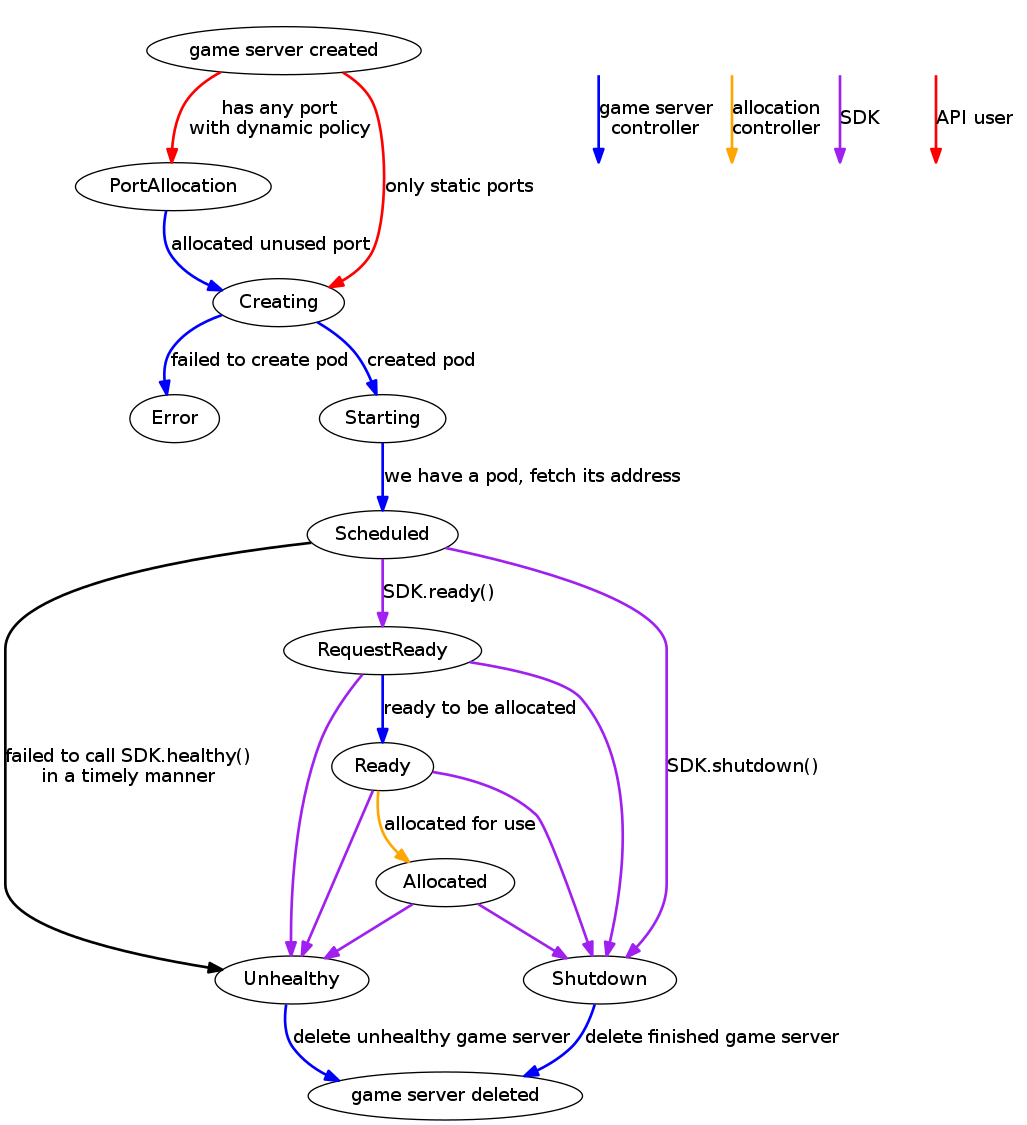 game server created
has any port
with dynamic policy
game server
controller
allocation
controller
SDK
API user
PortAllocation
only static ports
allocated unused port
Creating
failed to create pod
created pod
Error
Starting
we have a pod, fetch its address
Scheduled
SDK.ready()
RequestReady
ready to be allocated
failed to call SDK.healthy()
in a timely manner
Ready
SDK.shutdown()
allocated for use
Allocated
Unhealthy
Shutdown
delete unhealthy game server
delete finished game server
game server deleted